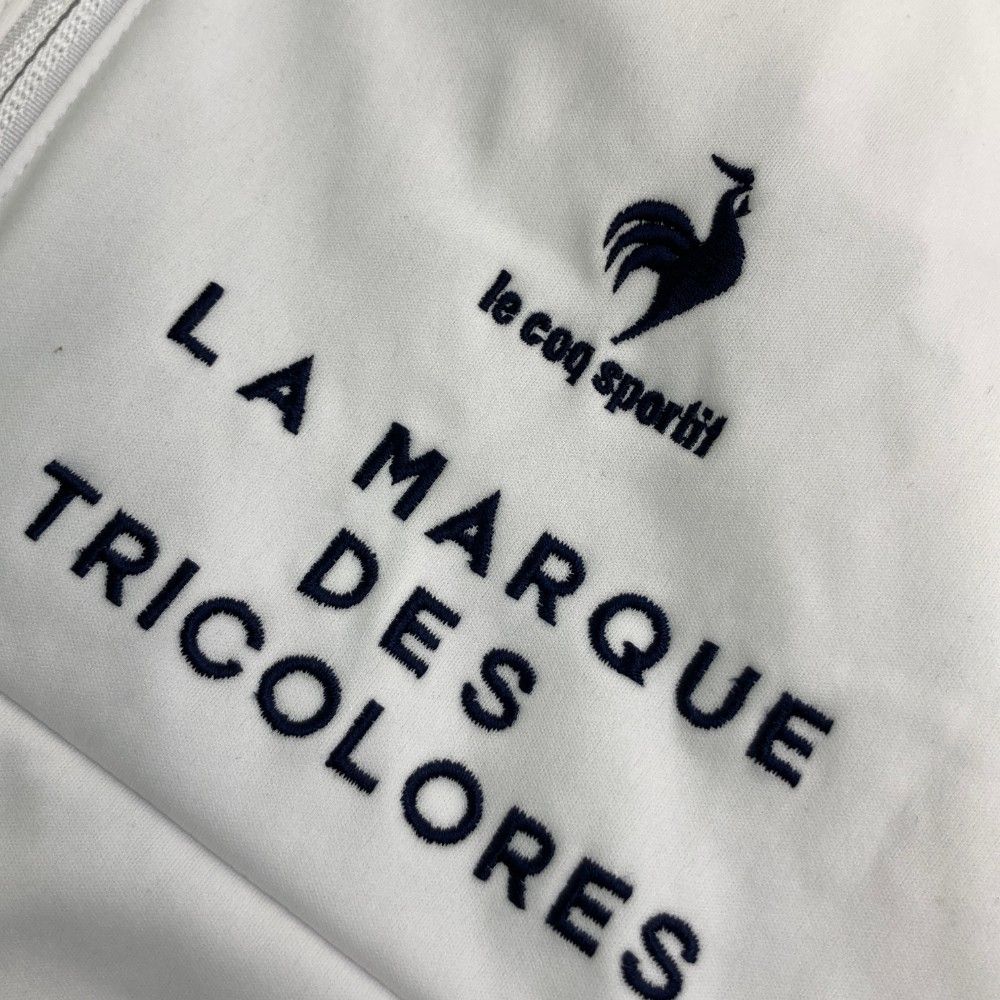 le coq sportif
LA MARQUE
DES
TRICOLORES